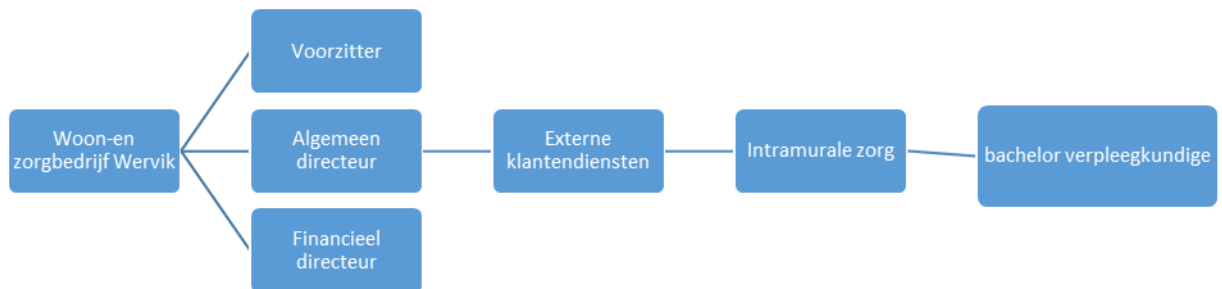 Voorzitter
Woon-en
zorgbedrijf Wervik
Algemeen
directeur
Externe
klantendiensten
Intramurale zorg
bachelor verpleegkundige
Financieel
directeur